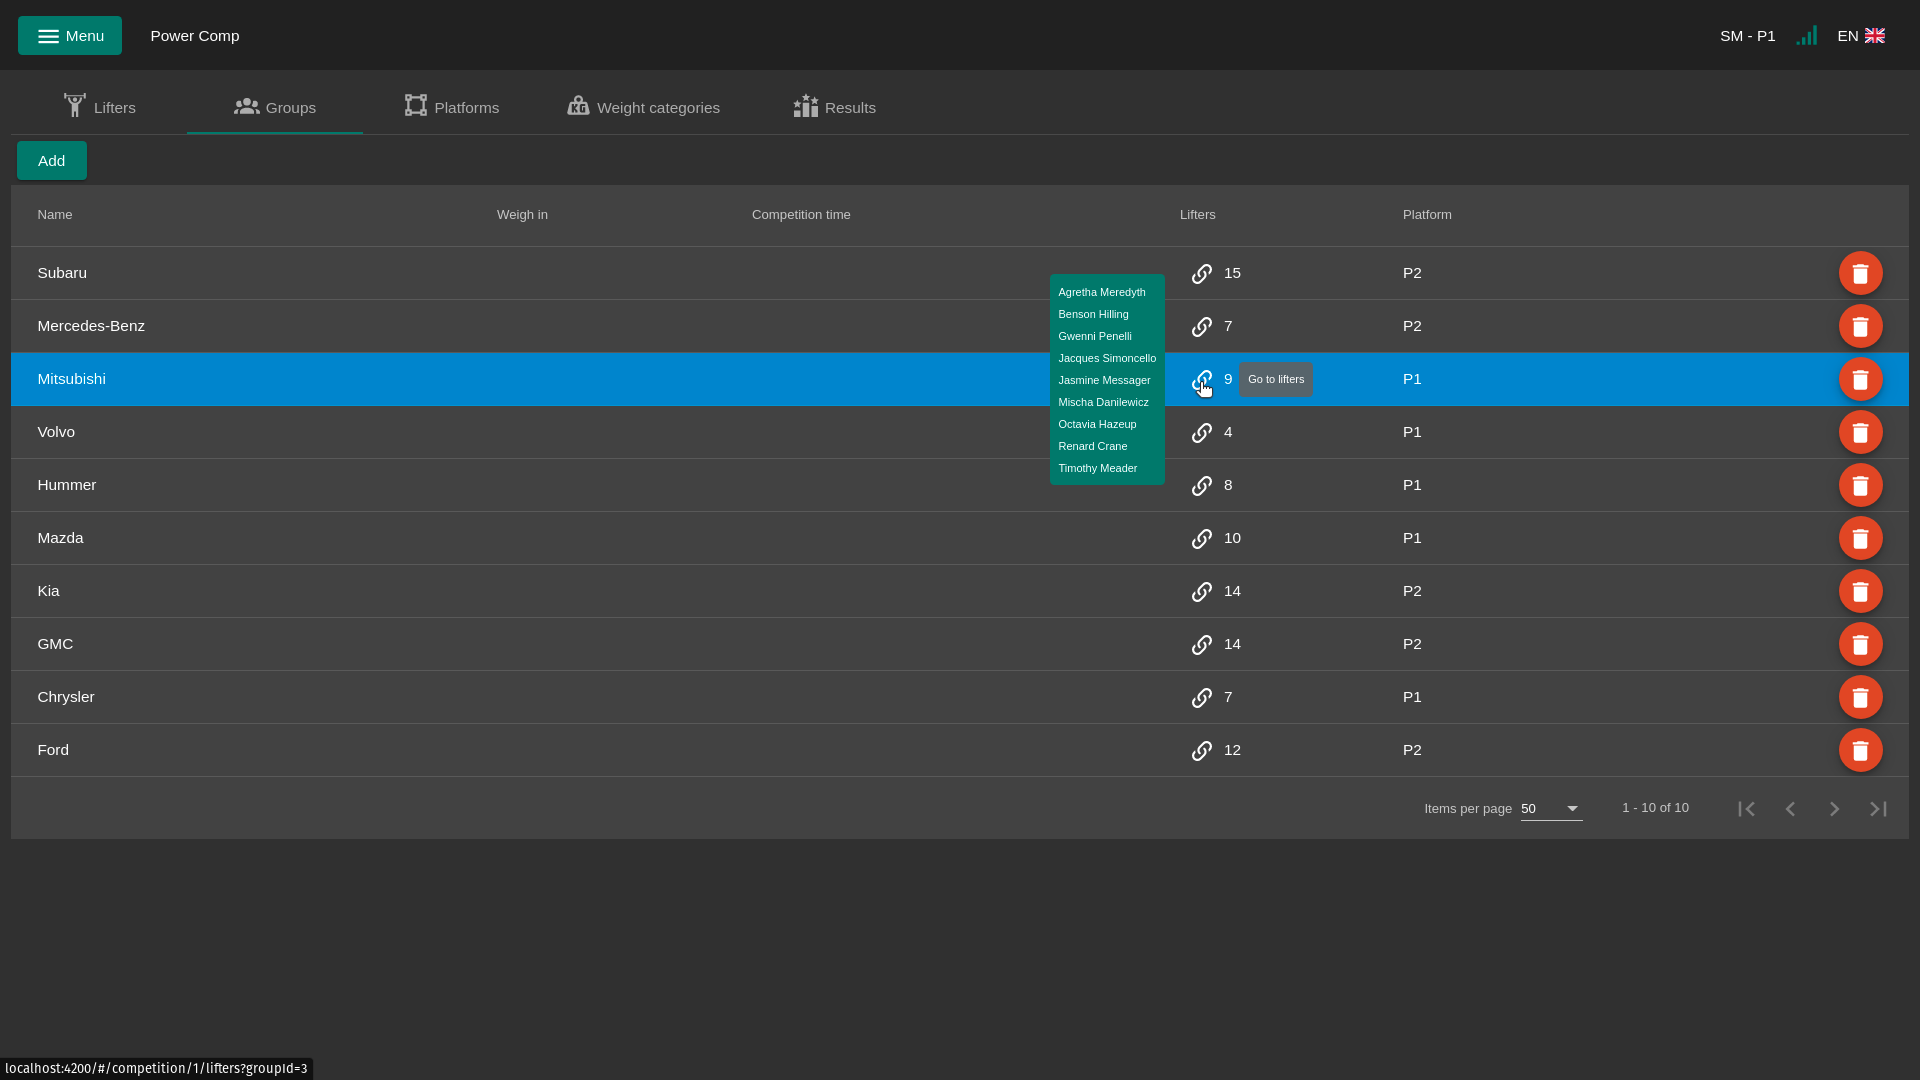 Menu Power Comp SM - P1 EN
Lifters Groups Platforms Weight categories Results
Add
Name Weigh in Competition time Lifters Platform
Subaru 15 P2
Mercedes-Benz 7 P2
Mitsubishi 9 Go to lifters P1
Volvo 4 P1
Hummer 8 P1
Mazda 10 P1
Kia 14 P2
GMC 14 P2
Chrysler 7 P1
Ford 12 P2
Agretha Meredyth
Benson Hilling
Gwenni Penelli
Jacques Simoncello
Jasmine Messager
Mischa Danilewicz
Octavia Hazeup
Renard Crane
Timothy Meader
Items per page 50 1 - 10 of 10
localhost:4200/#/competition/1/lifters?groupId=3